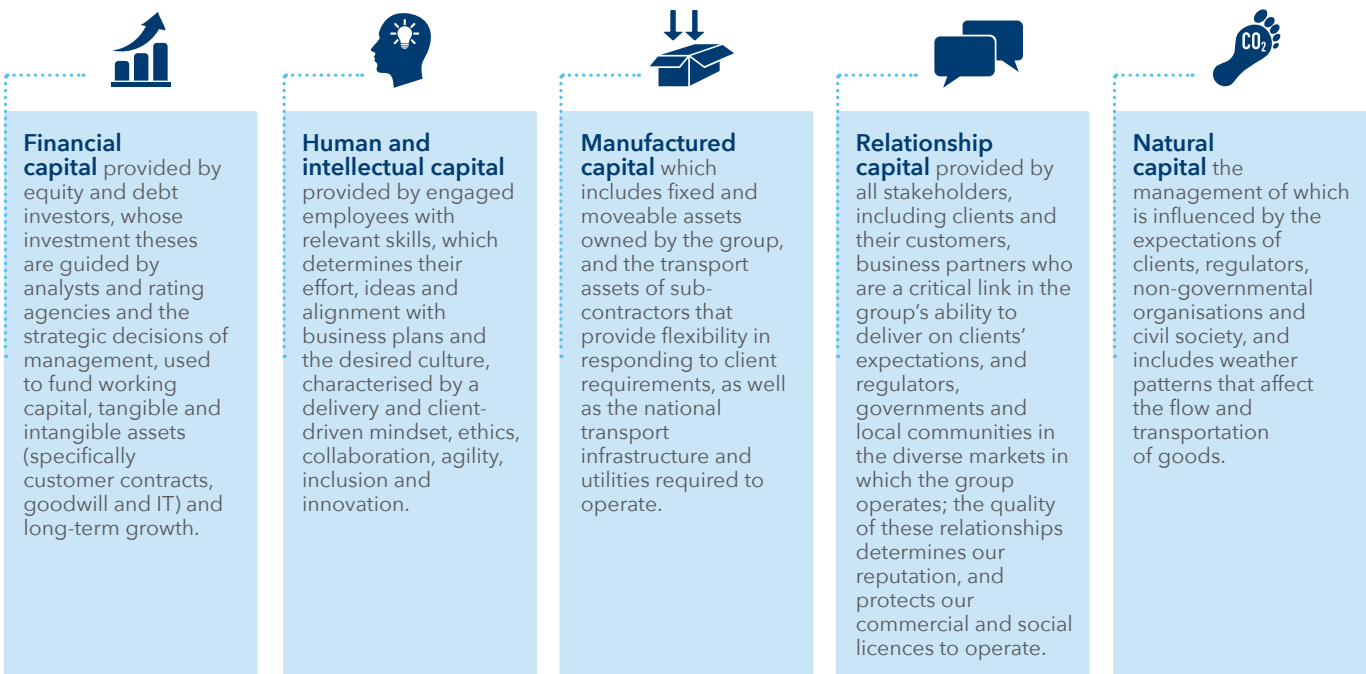 CO₂
Financial
capital provided by
equity and debt
investors, whose
investment theses
are guided by
analysts and rating
agencies and the
strategic decisions of
management, used
to fund working
capital, tangible and
intangible assets
(specifically
customer contracts,
goodwill and IT) and
long-term growth.
Human and
intellectual capital
provided by engaged
employees with
relevant skills, which
determines their
effort, ideas and
alignment with
business plans and
the desired culture,
characterised by a
delivery and client-
driven mindset, ethics,
collaboration, agility,
inclusion and
innovation.
Manufactured
capital which
includes fixed and
moveable assets
owned by the group,
and the transport
assets of sub-
contractors that
provide flexibility in
responding to client
requirements, as well
as the national
transport
infrastructure and
utilities required to
operate.
Relationship
capital provided by
all stakeholders,
including clients and
their customers,
business partners who
are a critical link in the
group's ability to
deliver on clients'
expectations, and
regulators,
governments and
local communities in
the diverse markets in
which the group
operates; the quality
of these relationships
determines our
reputation, and
protects our
commercial and social
licences to operate.
Natural
capital the
management of which
is influenced by the
expectations of
clients, regulators,
non-governmental
organisations and
civil society, and
includes weather
patterns that affect
the flow and
transportation
of goods.